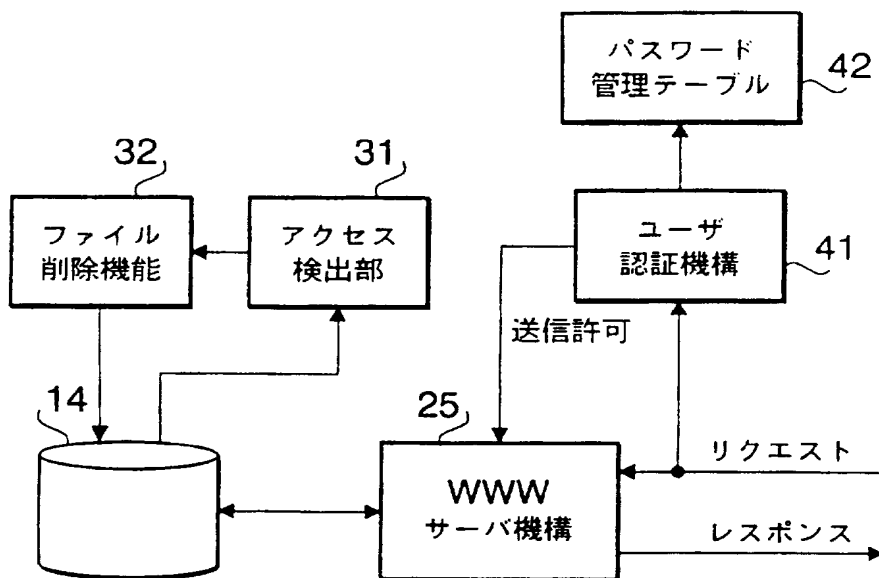 パスワード
管理テーブル
42
32
31
ファイル
削除機能
アクセス
検出部
ユーザ
認証機構
41
送信許可
14
25
WWW
サーバ機構
リクエスト
レスポンス